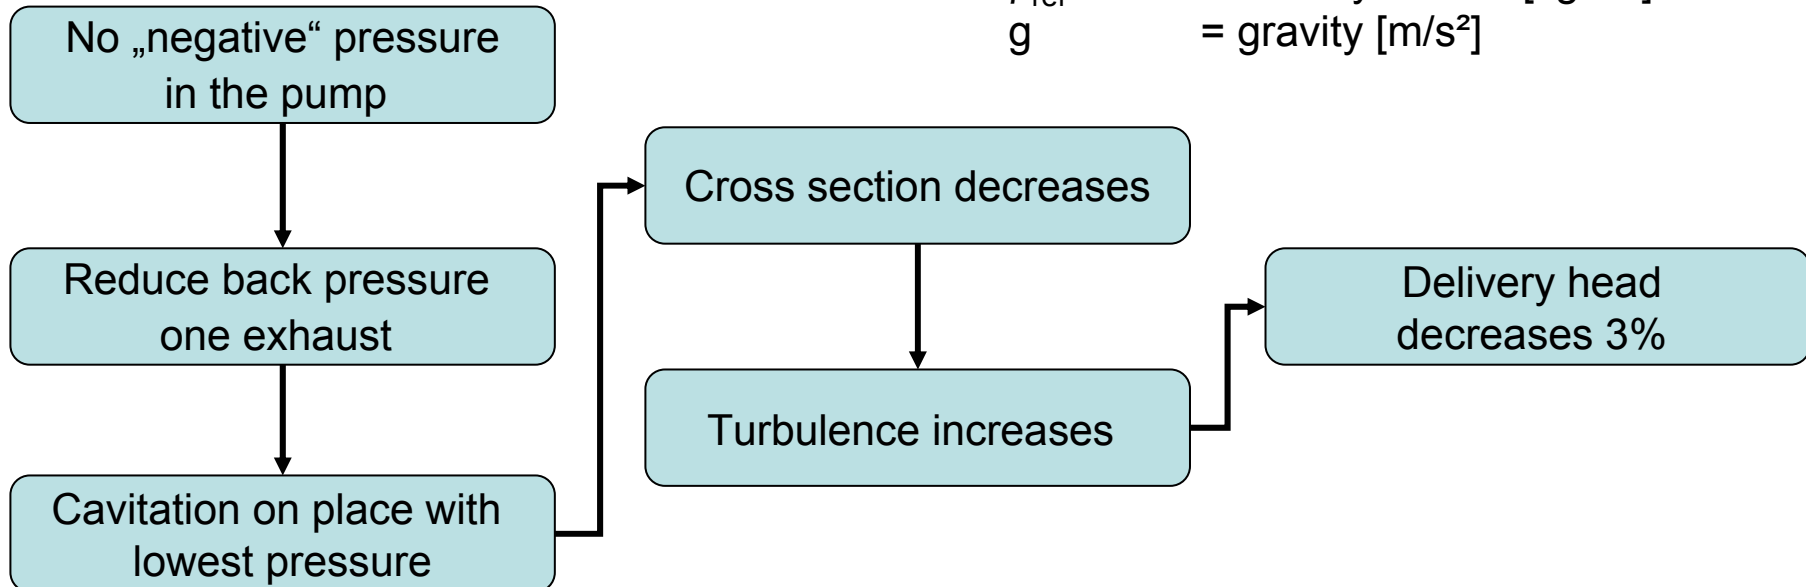 g = gravity [m/s²]
No „negative“ pressure
in the pump
Reduce back pressure
one exhaust
Cavitation on place with
lowest pressure
Cross section decreases
Turbulence increases
Delivery head
decreases 3%